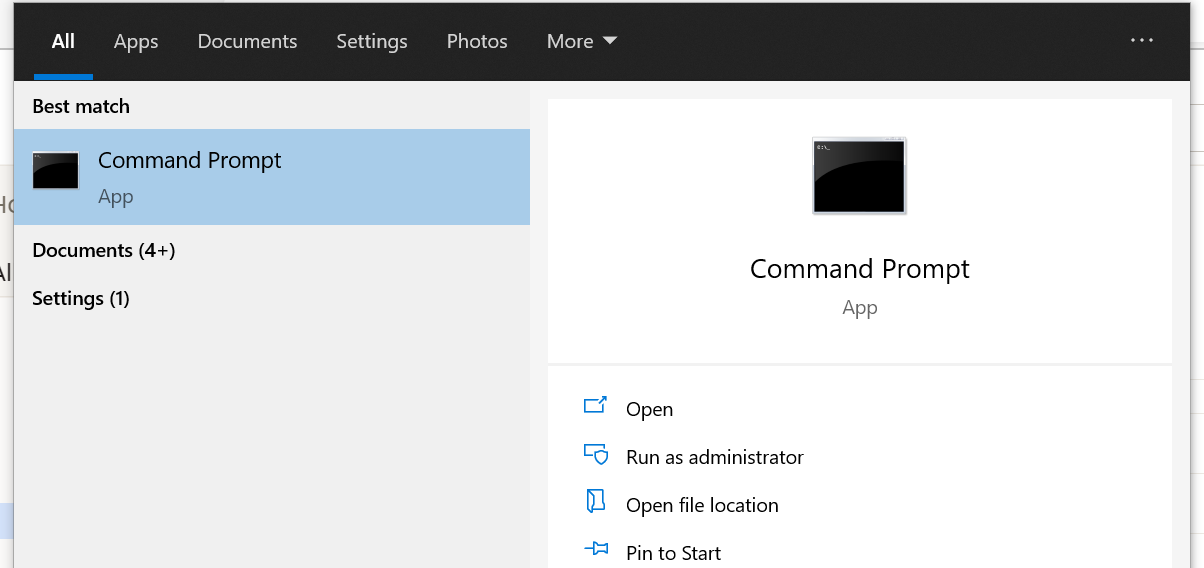 All Apps Documents Settings Photos More ...
Best match
Command Prompt
App
Documents (4+)
Settings (1)
C:\_
Command Prompt
App
Open
Run as administrator
Open file location
Pin to Start